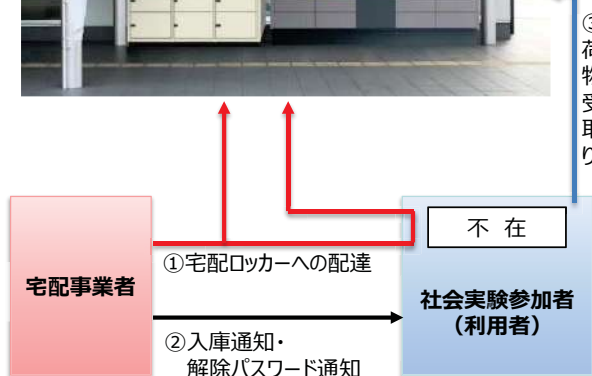 ③
荷
物
受
取
り
不 在
①宅配ロッカーへの配達
宅配事業者
社会実験参加者
(利用者)
②入庫通知・
解除パスワード通知